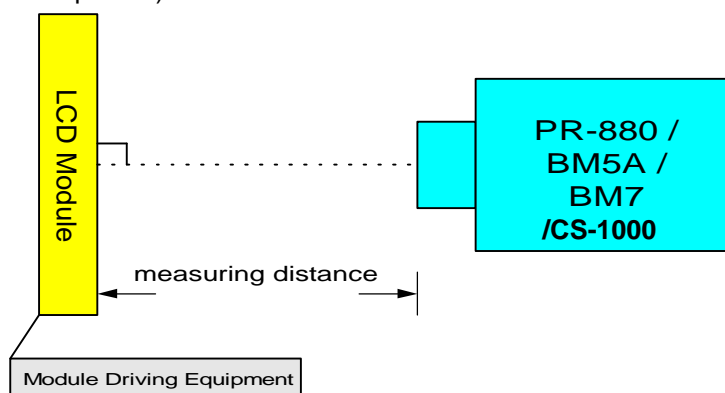 LCD Module
PR-880 /
BM5A /
BM7
/CS-1000
measuring distance
Module Driving Equipment